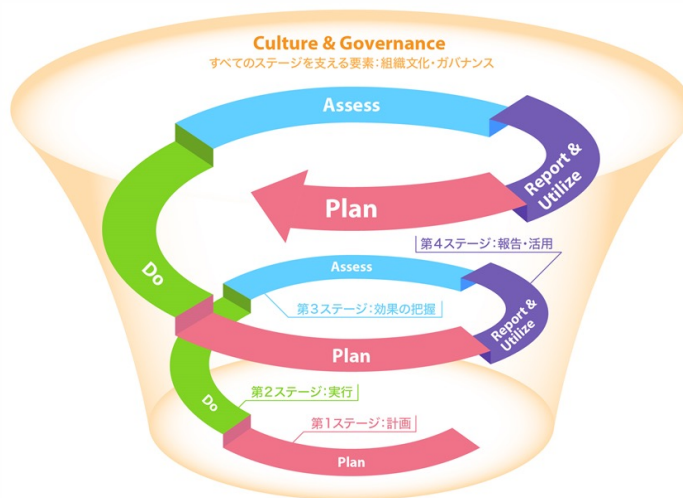 Culture & Governance
すべてのステージを支える要素：組織文化・ガバナンス
Assess
Report &
Utilize
Plan
Do
第4ステージ：報告・活用
Assess
第3ステージ：効果の把握
Report &
Utilize
Plan
第2ステージ：実行
Do
第1ステージ：計画
Plan